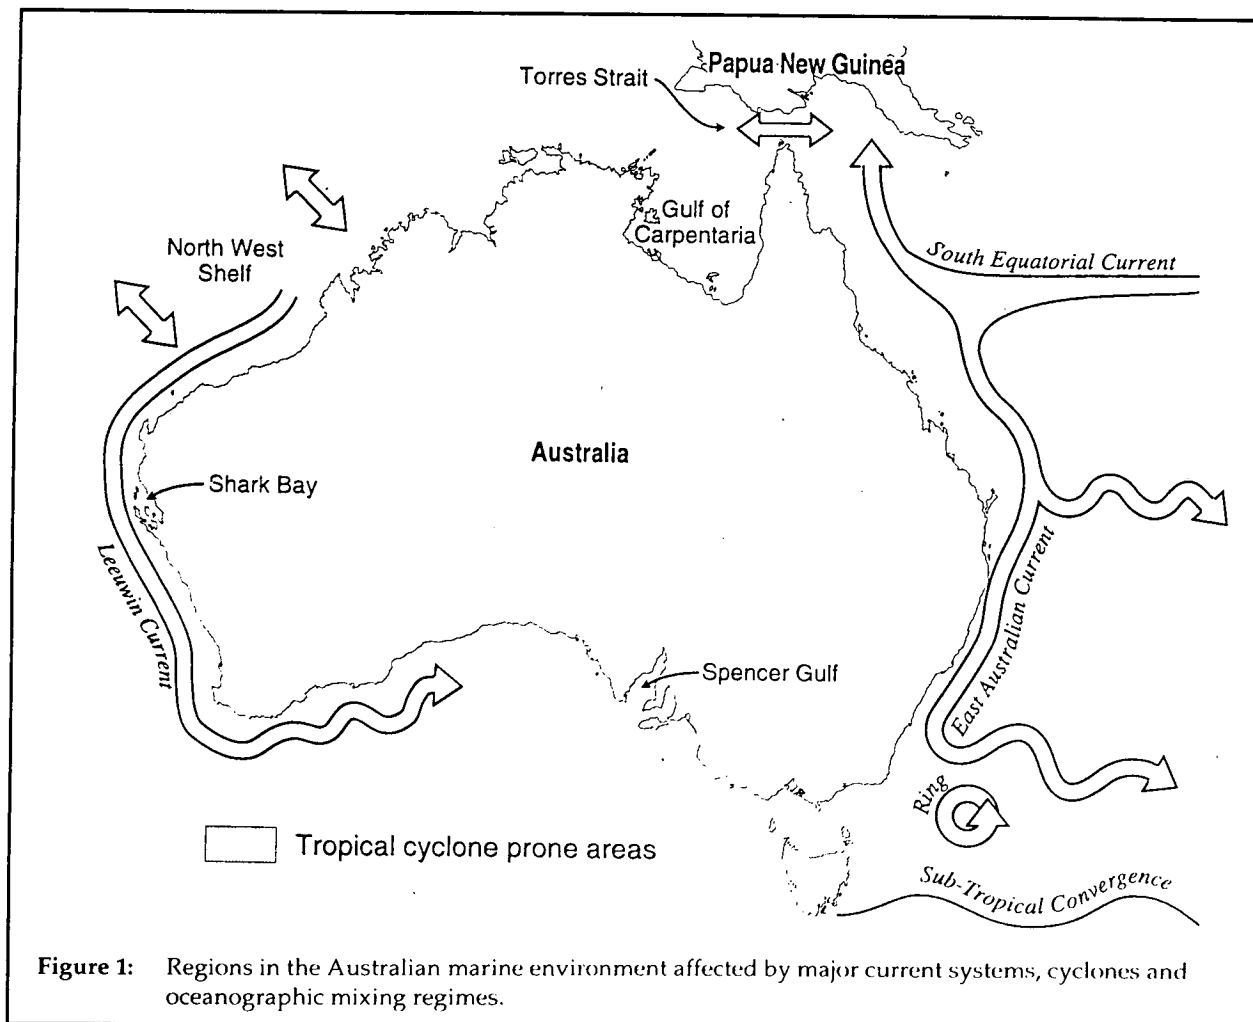 Papua New Guinea
Torres Strait
Gulf of
Carpentaria
North West
Shelf
South Equatorial Current
Australia
Shark Bay
Leeuwin Current
East Australian Current
Spencer Gulf
Ring
Tropical cyclone prone areas
Sub-Tropical Convergence
Figure 1: Regions in the Australian marine environment affected by major current systems, cyclones and
oceanographic mixing regimes.